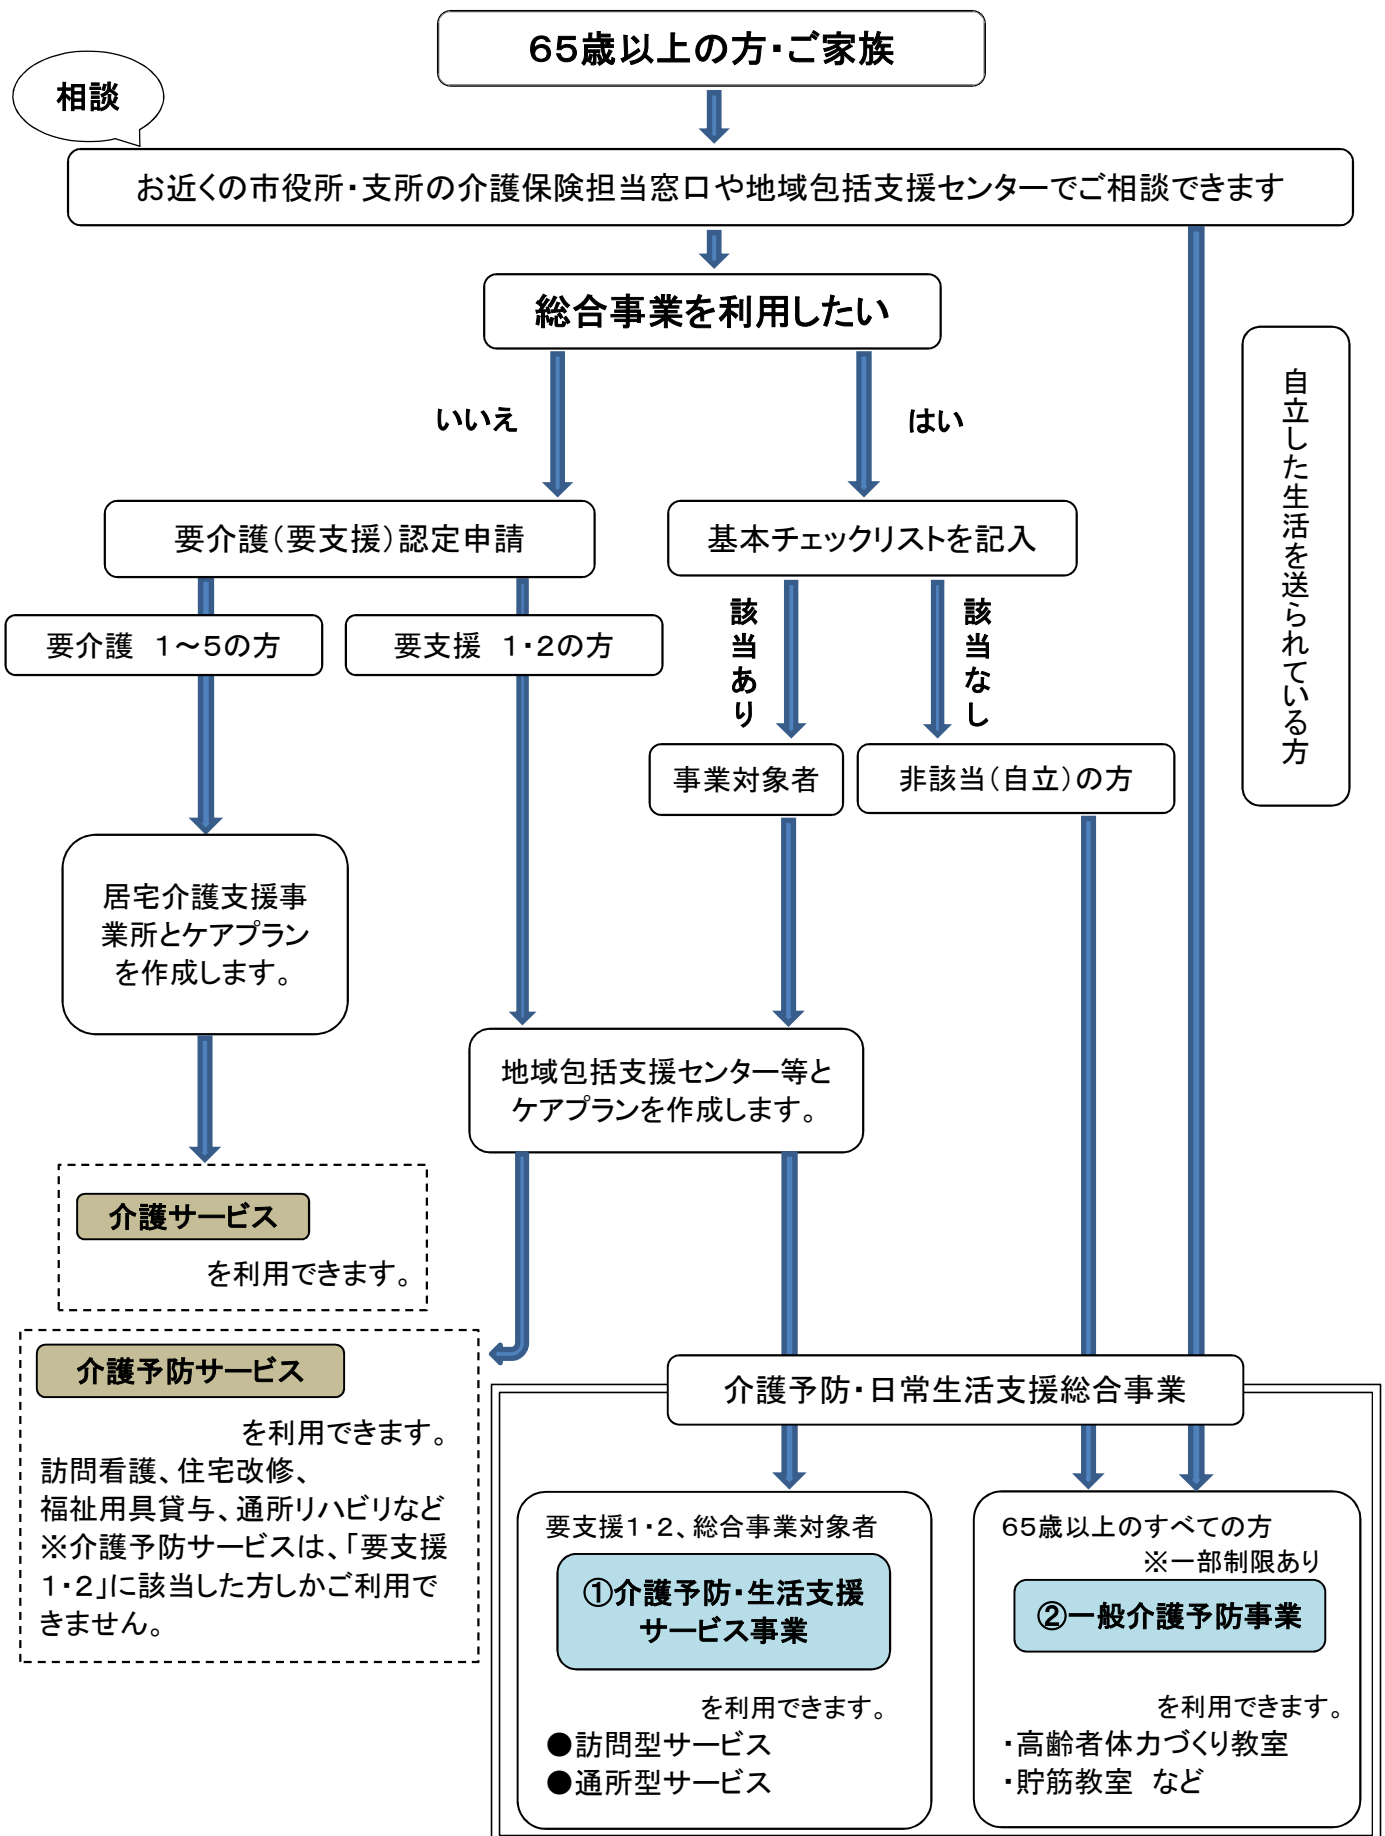 65歳以上の方・ご家族
相談
お近くの市役所・支所の介護保険担当窓口や地域包括支援センターでご相談できます
総合事業を利用したい
いいえ
はい
自立した生活を送られている方
要介護(要支援)認定申請
基本チェックリストを記入
要介護　1～5の方
要支援　1・2の方
該当あり
該当なし
事業対象者
非該当(自立)の方
居宅介護支援事
業所とケアプラン
を作成します。
地域包括支援センター等と
ケアプランを作成します。
介護サービス
を利用できます。
介護予防サービス
を利用できます。
訪問看護、住宅改修、
福祉用具貸与、通所リハビリなど
※介護予防サービスは、「要支援
1・2」に該当した方しかご利用で
きません。
介護予防・日常生活支援総合事業
要支援1・2、総合事業対象者
①介護予防・生活支援
サービス事業
を利用できます。
●訪問型サービス
●通所型サービス
65歳以上のすべての方
※一部制限あり
②一般介護予防事業
を利用できます。
・高齢者体力づくり教室
・貯筋教室　など